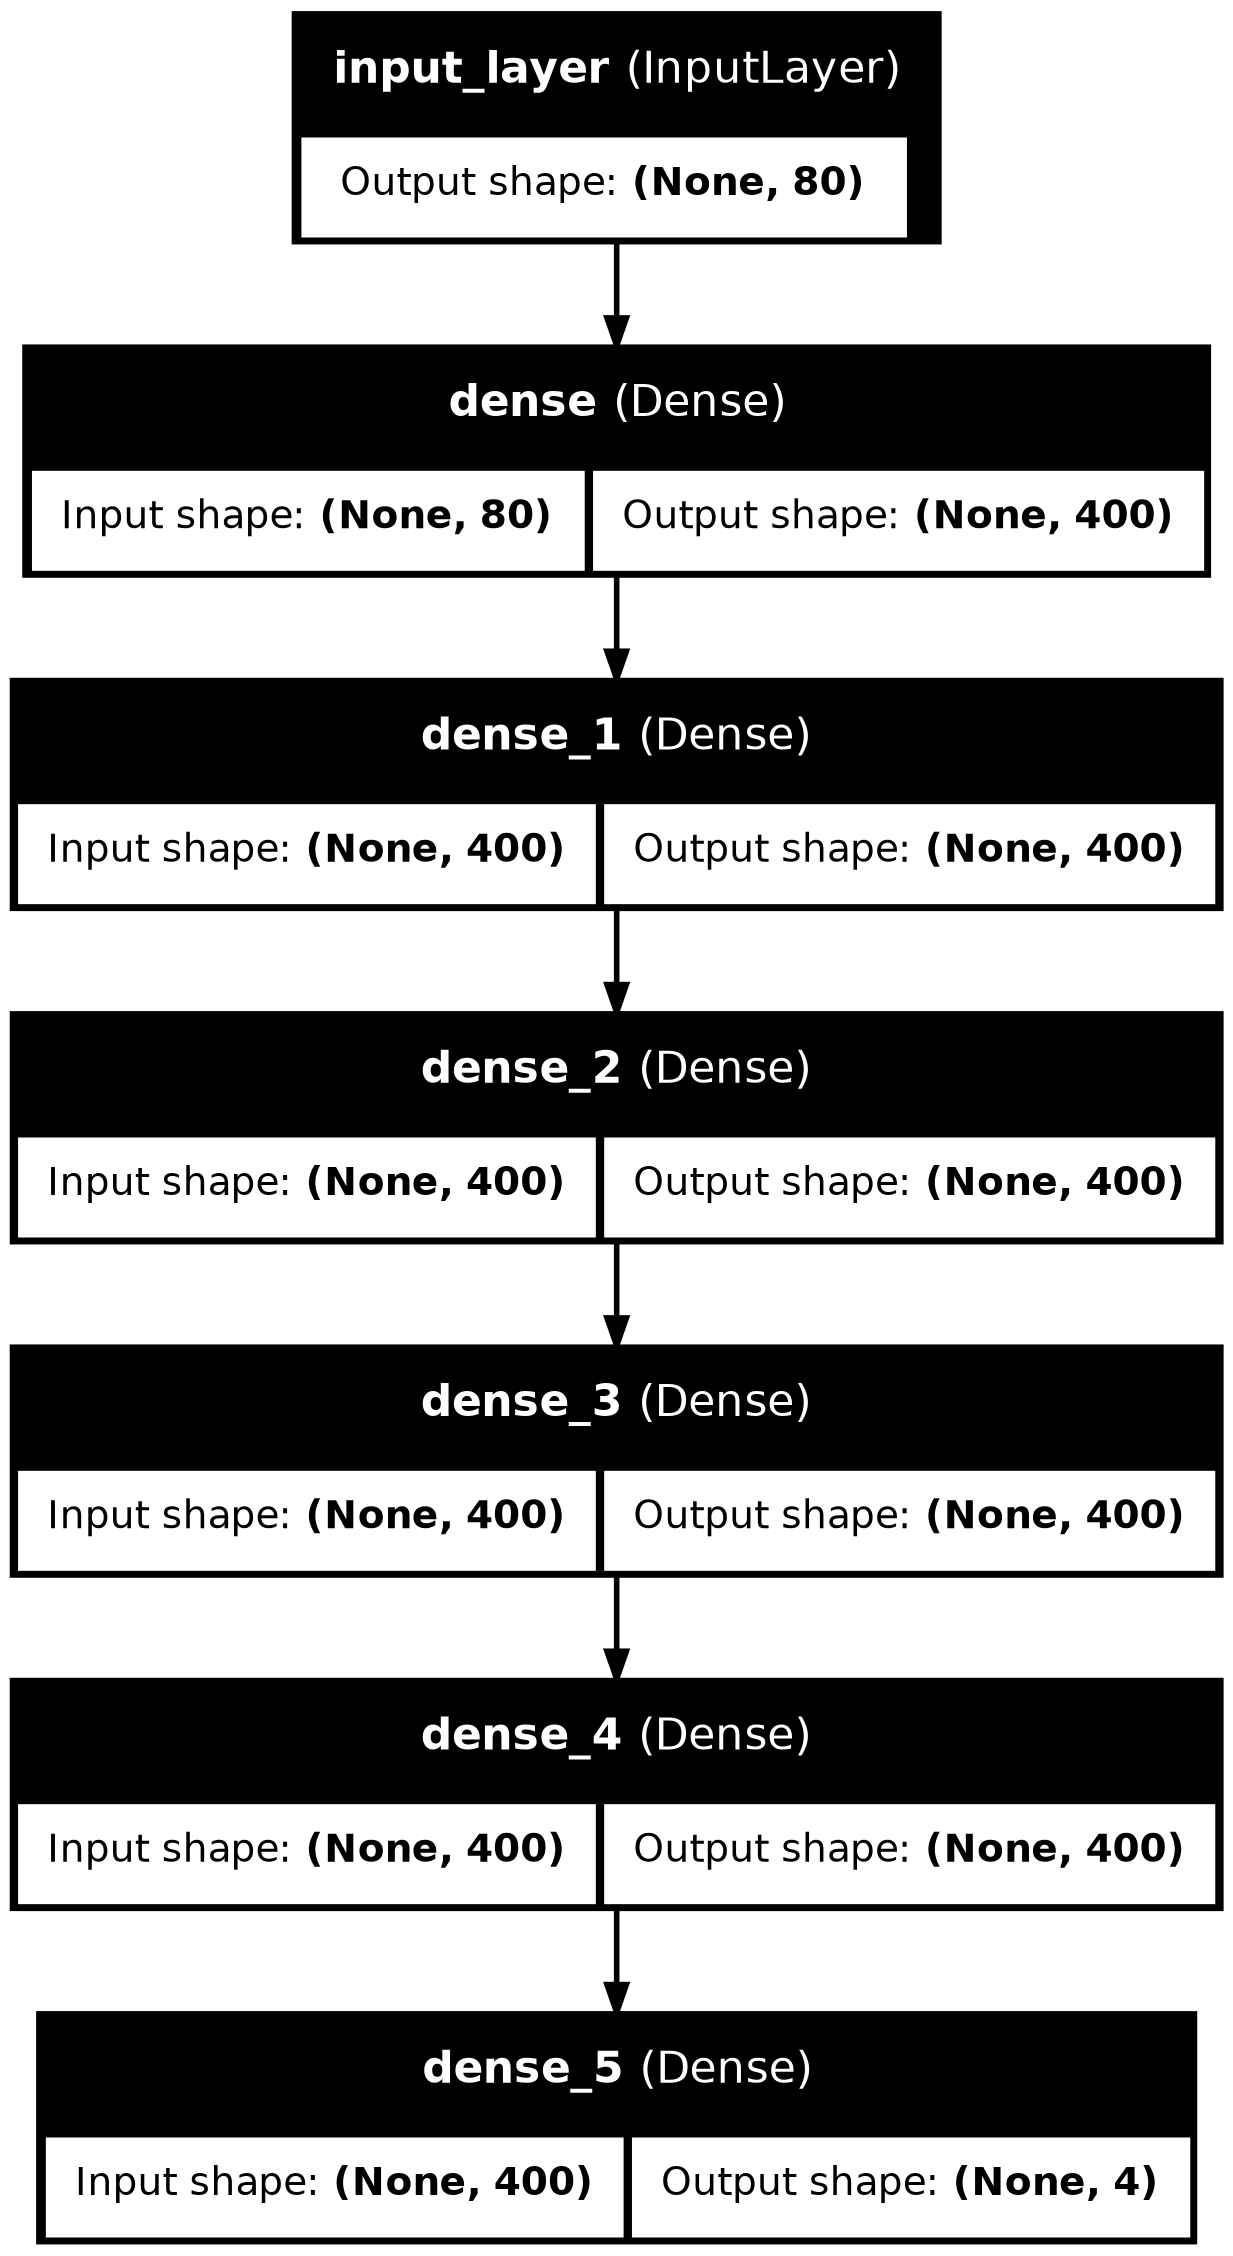 input_layer (InputLayer)
Output shape: (None, 80)
dense (Dense)
Input shape: (None, 80) Output shape: (None, 400)
dense_1 (Dense)
Input shape: (None, 400) Output shape: (None, 400)
dense_2 (Dense)
Input shape: (None, 400) Output shape: (None, 400)
dense_3 (Dense)
Input shape: (None, 400) Output shape: (None, 400)
dense_4 (Dense)
Input shape: (None, 400) Output shape: (None, 400)
dense_5 (Dense)
Input shape: (None, 400) Output shape: (None, 4)